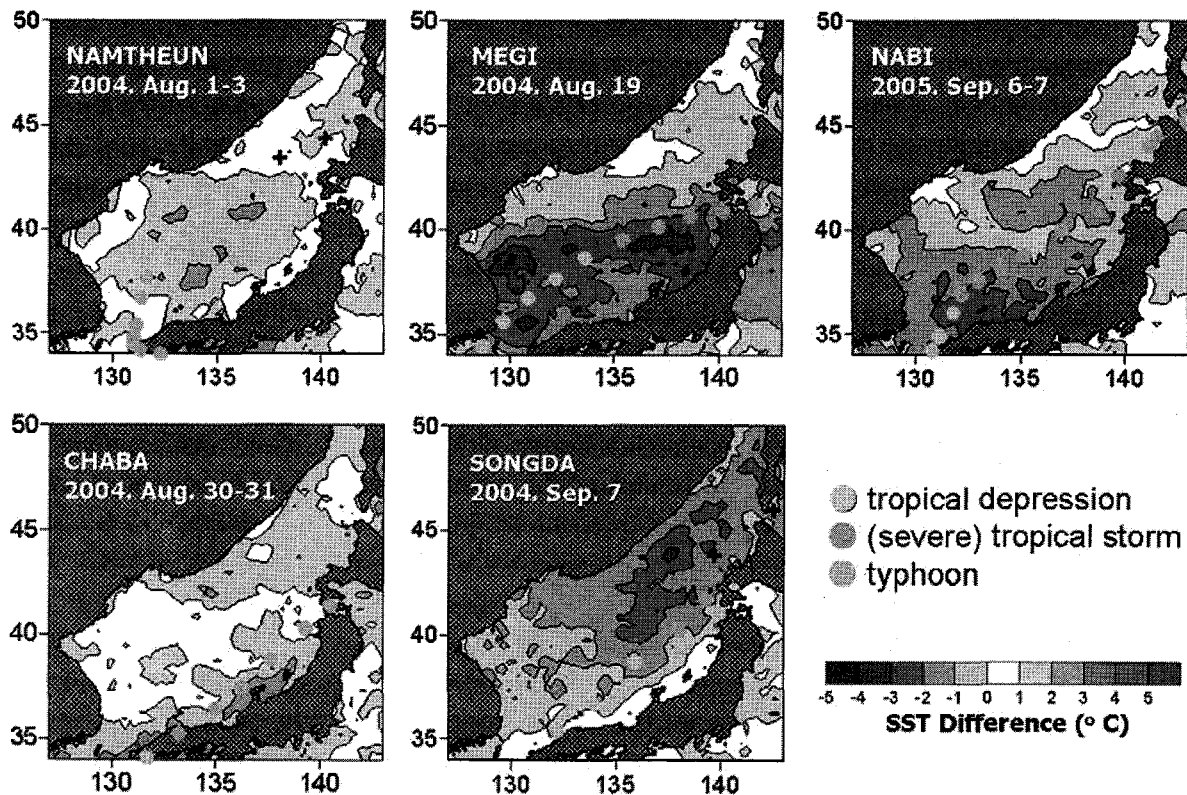 50
45
40
35
NAMTHEUN
2004. Aug. 1-3
130 135 140
50
45
40
35
MEGI
2004. Aug. 19
130 135 140
50
45
40
35
NABI
2005. Sep. 6-7
130 135 140
50
45
40
35
CHABA
2004. Aug. 30-31
130 135 140
50
45
40
35
SONGDA
2004. Sep. 7
130 135 140
tropical depression
(severe) tropical storm
typhoon
-5 -4 -3 -2 -1 0 1 2 3 4 5
SST Difference (° C)